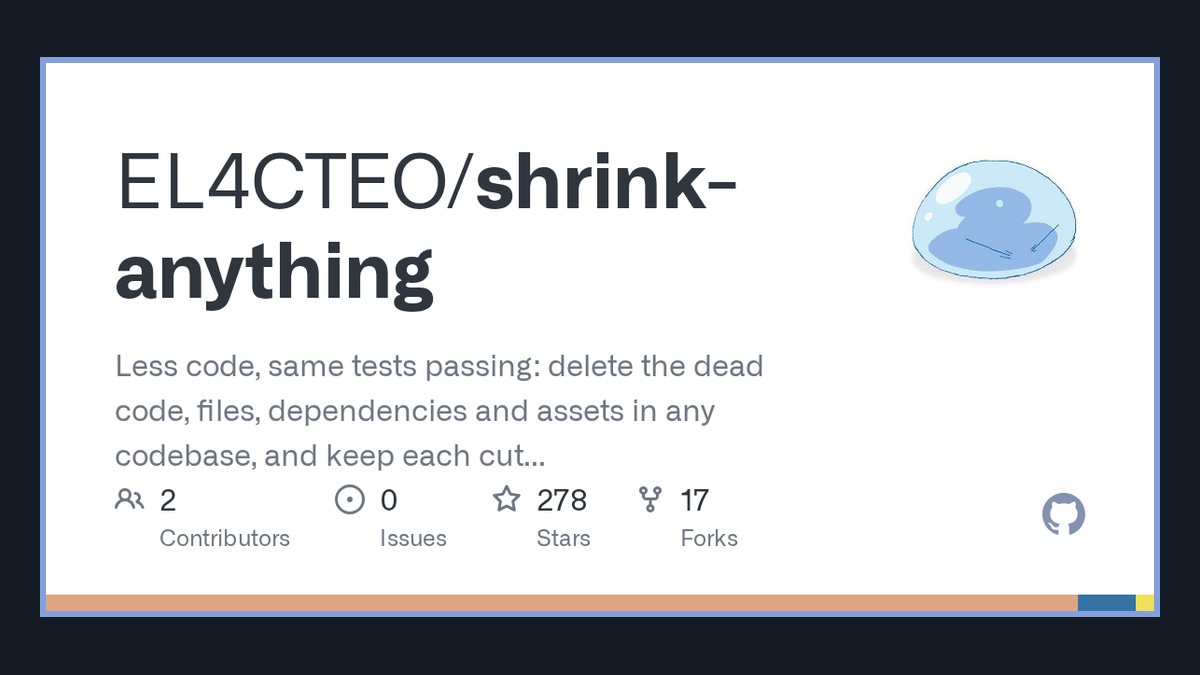 EL4CTEO/shrink-
anything
Less code, same tests passing: delete the dead
code, files, dependencies and assets in any
codebase, and keep each cut...
2 0 278 17
Contributors Issues Stars Forks